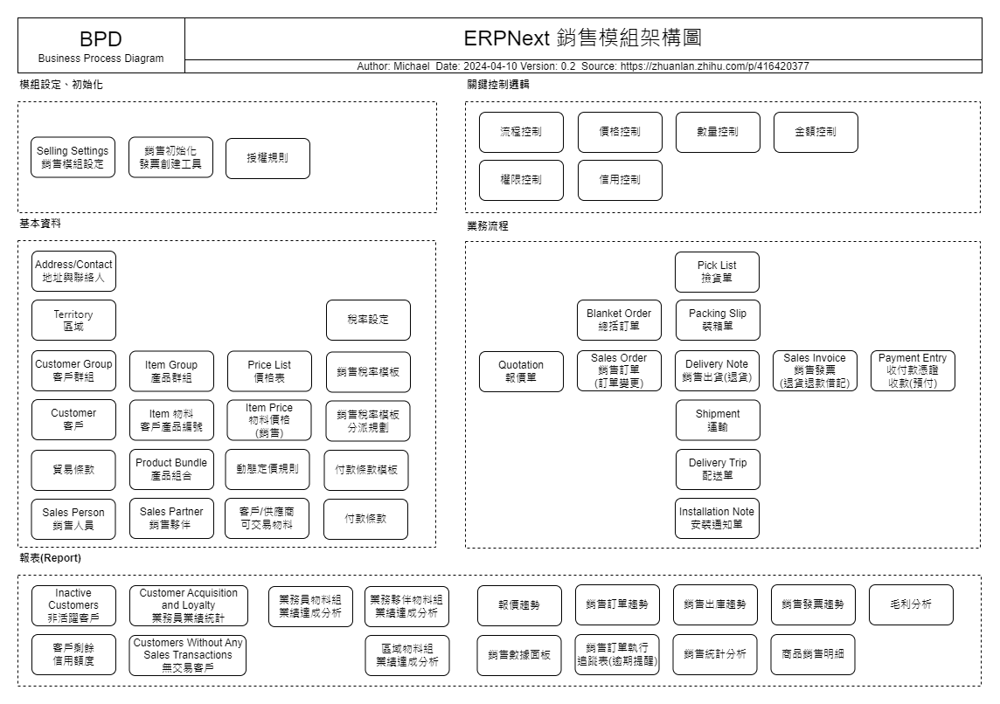 BPD
Business Process Diagram
ERPNext 銷售模組架構圖
Author: Michael  Date: 2024-04-10 Version: 0.2  Source: https://zhuanlan.zhihu.com/p/416420377
模組設定、初始化
Selling Settings
銷售模組設定
銷售初始化
發票創建工具
授權規則
關鍵控制邏輯
流程控制
價格控制
數量控制
金額控制
權限控制
信用控制
基本資料
Address/Contact
地址與聯絡人
Territory
區域
稅率設定
Customer Group
客戶群組
Item Group
產品群組
Price List
價格表
銷售稅率模板
Customer
客戶
Item 物料
客戶產品編號
Item Price
物料價格
(銷售)
銷售稅率模板
分派規劃
貿易條款
Product Bundle
產品組合
動態定價規則
付款條款模板
Sales Person
銷售人員
Sales Partner
銷售夥伴
客戶/供應商
可交易物料
付款條款
業務流程
Pick List
撿貨單
Blanket Order
總括訂單
Packing Slip
裝箱單
Quotation
報價單
Sales Order
銷售訂單
(訂單變更)
Delivery Note
銷售出貨(退貨)
Sales Invoice
銷售發票
(退貨退款借記)
Payment Entry
收付款憑證
收款(預付)
Shipment
運輸
Delivery Trip
配送單
Installation Note
安裝通知單
報表(Report)
Inactive
Customers
非活躍客戶
Customer Acquisition
and Loyalty
業務員業績統計
業務員物料組
業績達成分析
業務夥伴物料組
業績達成分析
報價趨勢
銷售訂單趨勢
銷售出庫趨勢
銷售發票趨勢
毛利分析
客戶剩餘
信用額度
Customers Without Any
Sales Transactions
無交易客戶
區域物料組
業績達成分析
銷售數據面板
銷售訂單執行
追蹤表(逾期提醒)
銷售統計分析
商品銷售明細